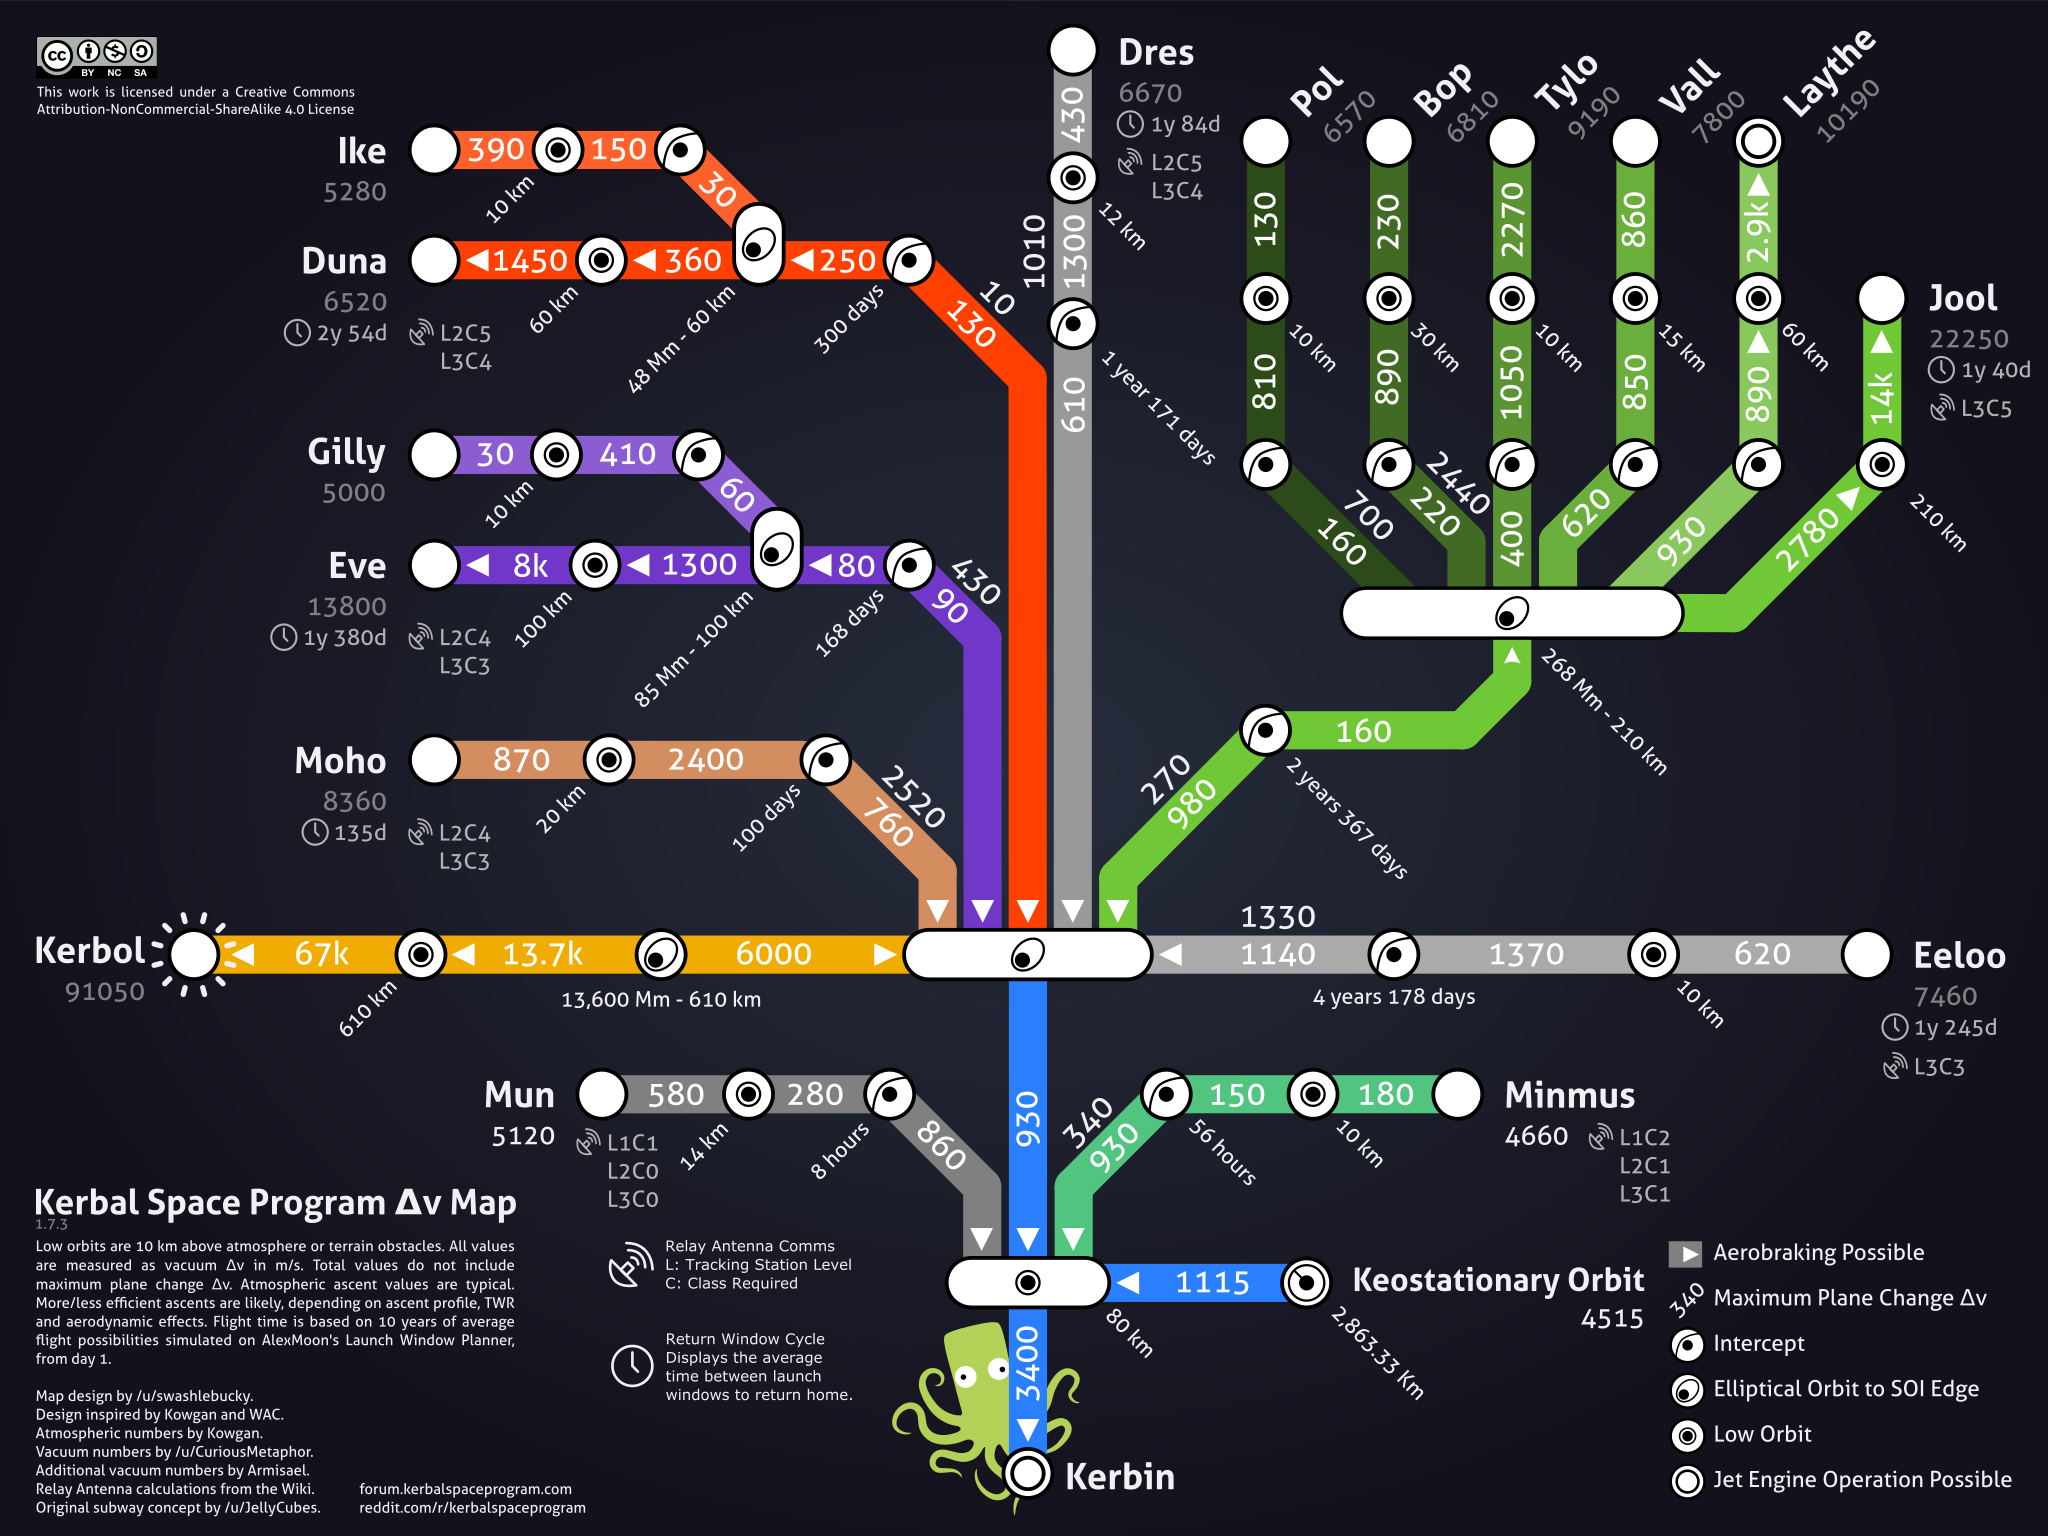 cc
BY NC SA
This work is licensed under a Creative Commons
Attribution-NonCommercial-ShareAlike 4.0 License
Ike
5280
390
150
30
10 km
Duna
6520
2y 54d
L2C5
L3C4
1450
360
250
10
130
60 km
48 Mm - 60 km
300 days
Gilly
5000
30
410
60
10 km
Eve
13800
1y 380d
L2C4
L3C3
8k
1300
80
430
90
100 km
85 Mm - 100 km
168 days
Moho
8360
135d
L2C4
L3C3
870
2400
2520
760
20 km
100 days
Dres
6670
1y 84d
L2C5
L3C4
430
12 km
1010
1300
610
1 year 171 days
Pol
6570
130
10 km
810
700
160
Bop
6810
230
30 km
890
2440
220
Tylo
9190
2270
10 km
1050
400
Vall
7800
860
15 km
850
620
Laythe
10190
2.9k
60 km
890
930
Jool
22250
1y 40d
L3C5
14k
210 km
2780
268 Mm - 210 km
160
270
980
2 years 367 days
Kerbol
91050
67k
13.7k
6000
610 km
13,600 Mm - 610 km
1330
1140
1370
620
4 years 178 days
10 km
Eeloo
7460
1y 245d
L3C3
Mun
5120
L1C1
L2C0
L3C0
580
280
860
14 km
8 hours
930
340
930
150
180
56 hours
10 km
Minmus
4660
L1C2
L2C1
L3C1
1115
Keostationary Orbit
4515
80 km
2,863.33 Km
3400
Kerbin
Kerbal Space Program Δv Map
1.7.3
Low orbits are 10 km above atmosphere or terrain obstacles. All values
are measured as vacuum Δv in m/s. Total values do not include
maximum plane change Δv. Atmospheric ascent values are typical.
More/less efficient ascents are likely, depending on ascent profile, TWR
and aerodynamic effects. Flight time is based on 10 years of average
flight possibilities simulated on AlexMoon's Launch Window Planner,
from day 1.
Map design by /u/swashlebucky.
Design inspired by Kowgan and WAC.
Atmospheric numbers by Kowgan.
Vacuum numbers by /u/CuriousMetaphor.
Additional vacuum numbers by Armisael.
Relay Antenna calculations from the Wiki.
Original subway concept by /u/JellyCubes.
forum.kerbalspaceprogram.com
reddit.com/r/kerbalspaceprogram
Relay Antenna Comms
L: Tracking Station Level
C: Class Required
Return Window Cycle
Displays the average
time between launch
windows to return home.
Aerobraking Possible
340
Maximum Plane Change Δv
Intercept
Elliptical Orbit to SOI Edge
Low Orbit
Jet Engine Operation Possible